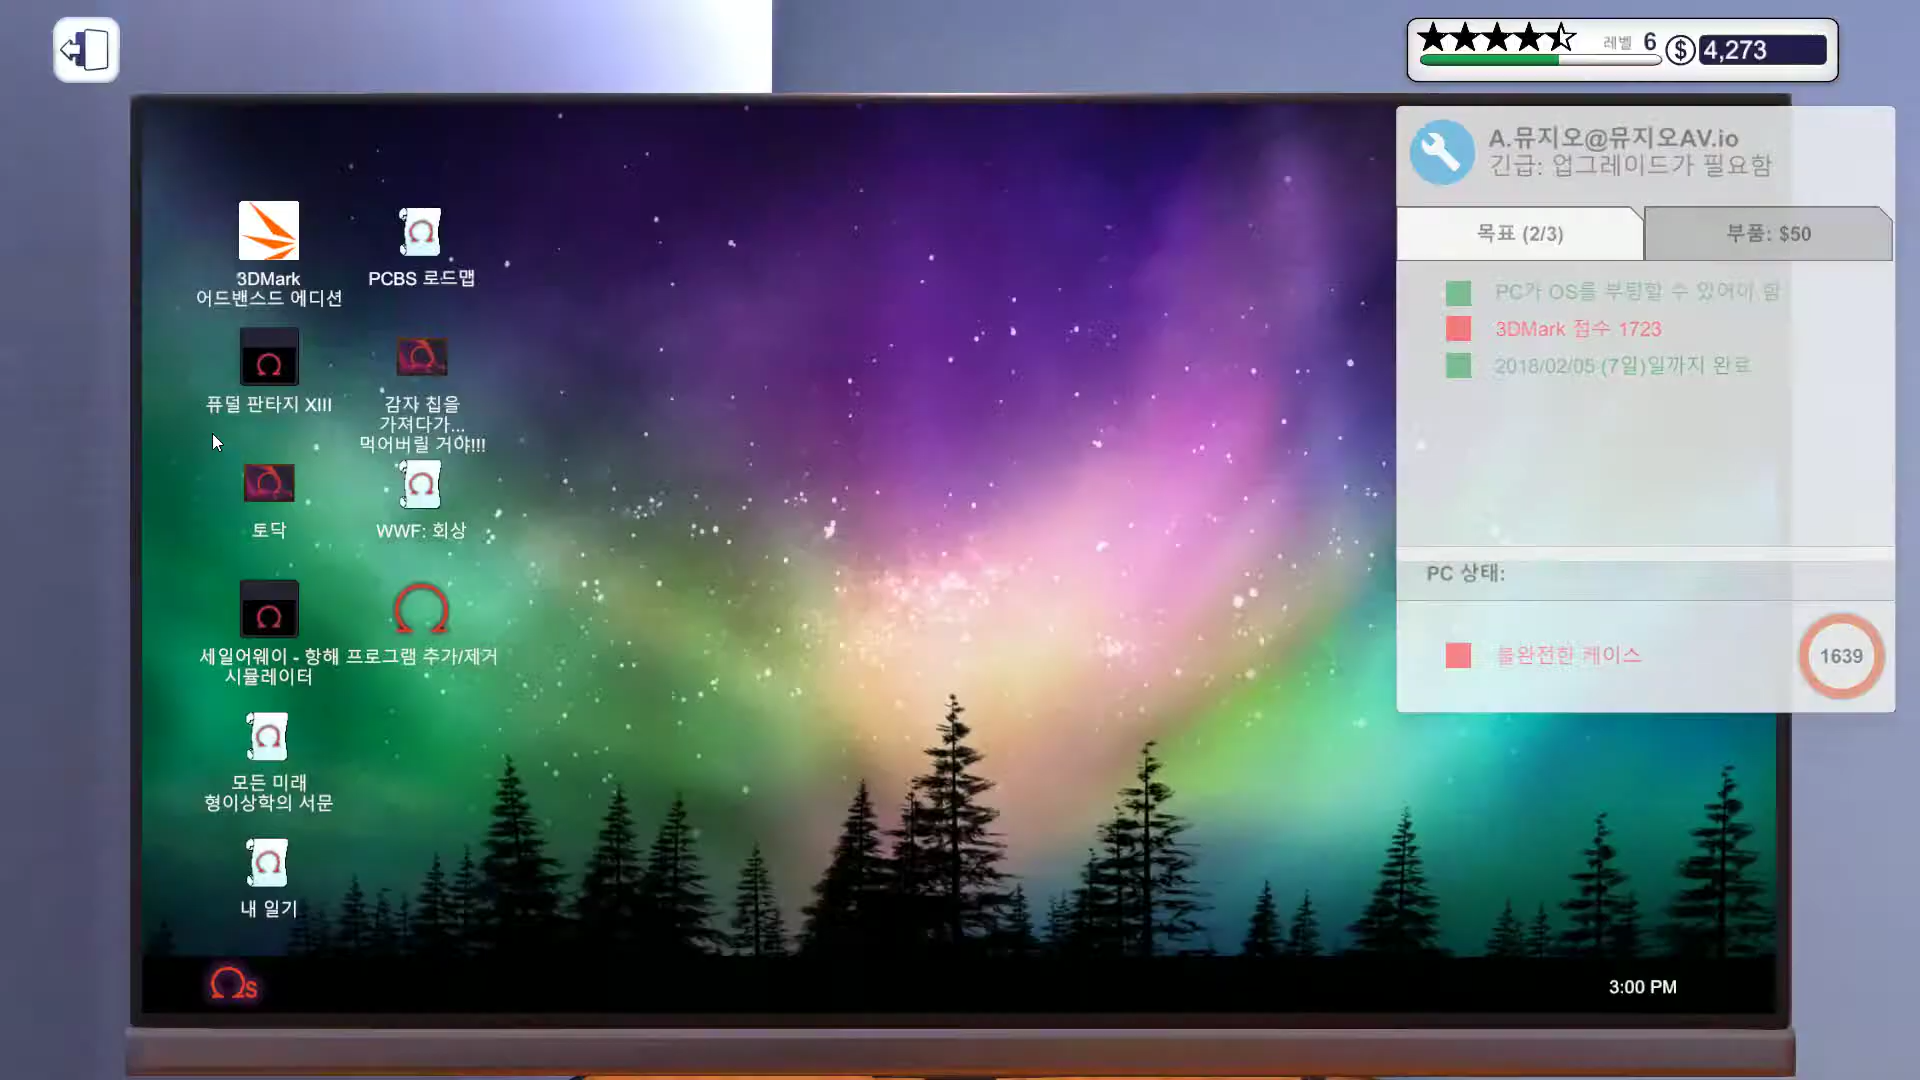 레벨 6
$ 4,273
A.뮤지오@뮤지오AV.io
긴급: 업그레이드가 필요함
목표 (2/3)
부품: $50
PC가 OS를 부팅할 수 있어야 함
3DMark 점수 1723
2018/02/05 (7일)일까지 완료
PC 상태:
불완전한 케이스
1639
3DMark
어드밴스드 에디션
PCBS 로드맵
퓨덜 판타지 XIII
감자 칩을
가져다가...
먹어버릴 거야!!!
토닥
WWF: 회상
세일어웨이 - 항해
시뮬레이터
프로그램 추가/제거
모든 미래
형이상학의 서문
내 일기
Ωs
3:00 PM